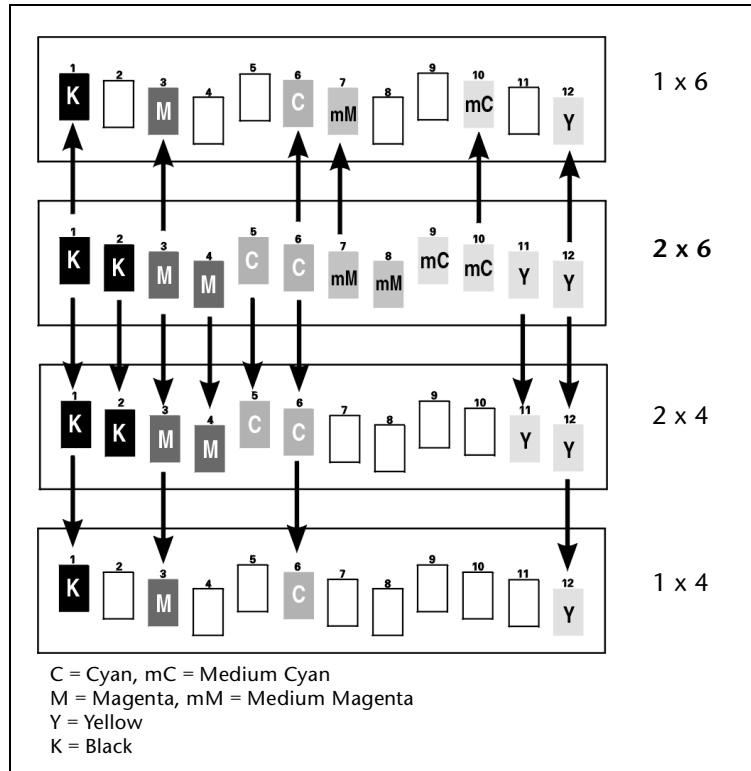 1 2 3 4 5 6 7 8 9 10 11 12
K M C mM mC Y
1 x 6
1 2 3 4 5 6 7 8 9 10 11 12
K K M M C C mM mM mC mC Y Y
2 x 6
1 2 3 4 5 6 7 8 9 10 11 12
K K M M C C Y Y
2 x 4
1 2 3 4 5 6 7 8 9 10 11 12
K M C Y
1 x 4
C = Cyan, mC = Medium Cyan
M = Magenta, mM = Medium Magenta
Y = Yellow
K = Black